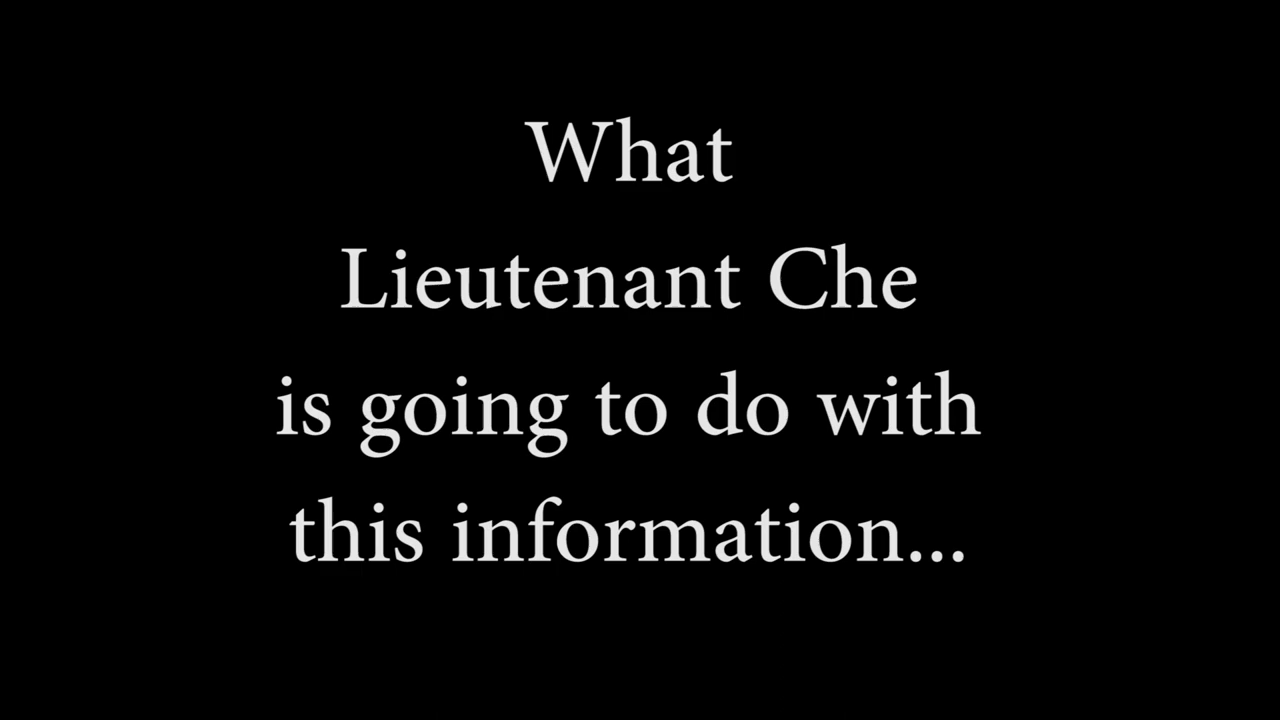 What
Lieutenant Che
is going to do with
this information...